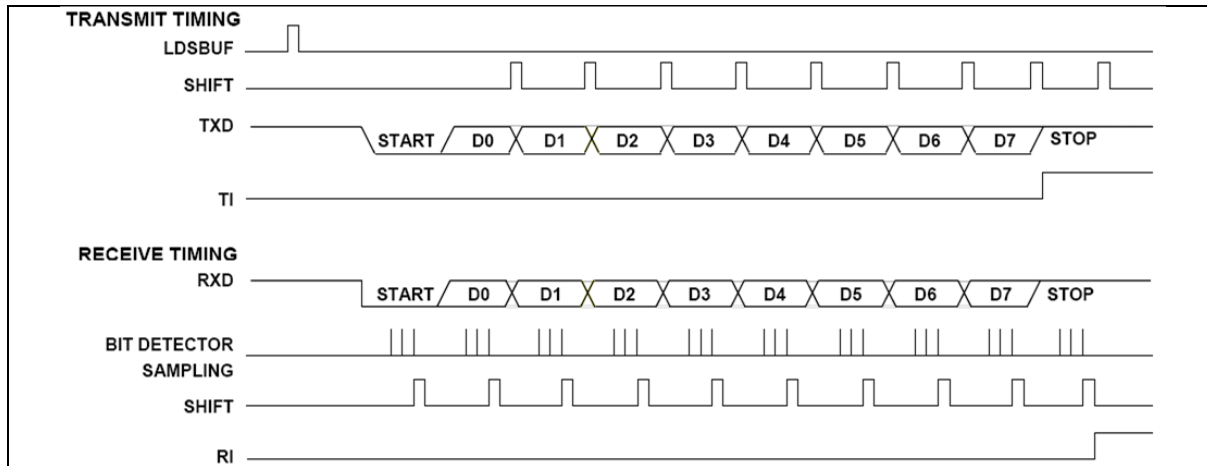 TRANSMIT TIMING
LDSBUF
SHIFT
TXD START D0 D1 D2 D3 D4 D5 D6 D7 STOP
TI
RECEIVE TIMING
RXD START D0 D1 D2 D3 D4 D5 D6 D7 STOP
BIT DETECTOR
SAMPLING
SHIFT
RI